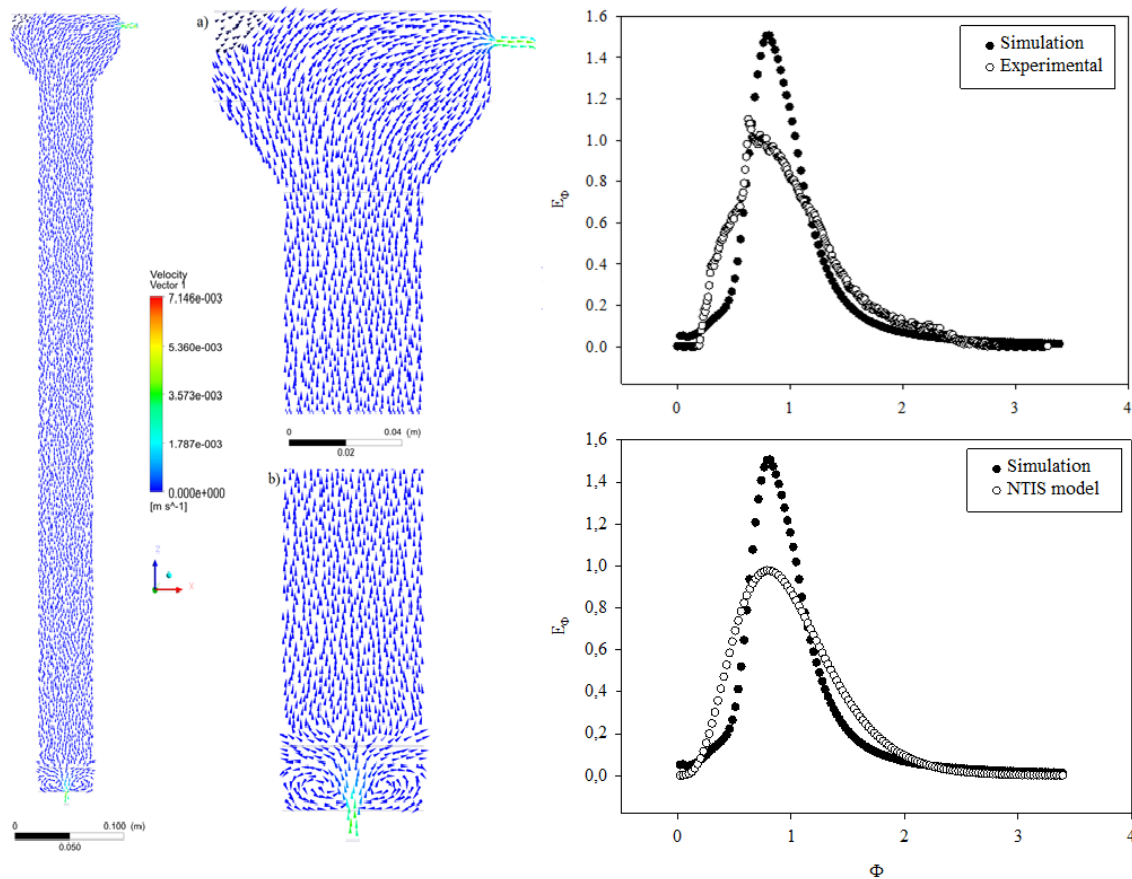 a)
Velocity
Vector 1
7.146e-003
5.360e-003
3.573e-003
1.787e-003
0.000e+000
[m s^-1]
Z
X
0 0.100 (m)
0.050
0 0.04 (m)
0.02
b)
1.6
1.4
1.2
1.0
0.8
0.6
0.4
0.2
0.0
EΦ
Simulation
Experimental
0 1 2 3 4
1,6
1,4
1,2
1,0
0,8
0,6
0,4
0,2
0,0
EΦ
Simulation
NTIS model
0 1 2 3 4
Φ